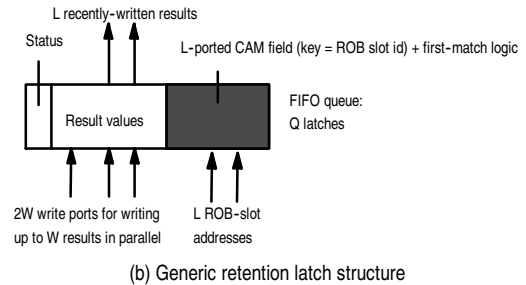 L recently-written results
Status
L-ported CAM field (key = ROB slot id) + first-match logic
Result values
FIFO queue:
Q latches
2W write ports for writing
up to W results in parallel
L ROB-slot
addresses
(b) Generic retention latch structure